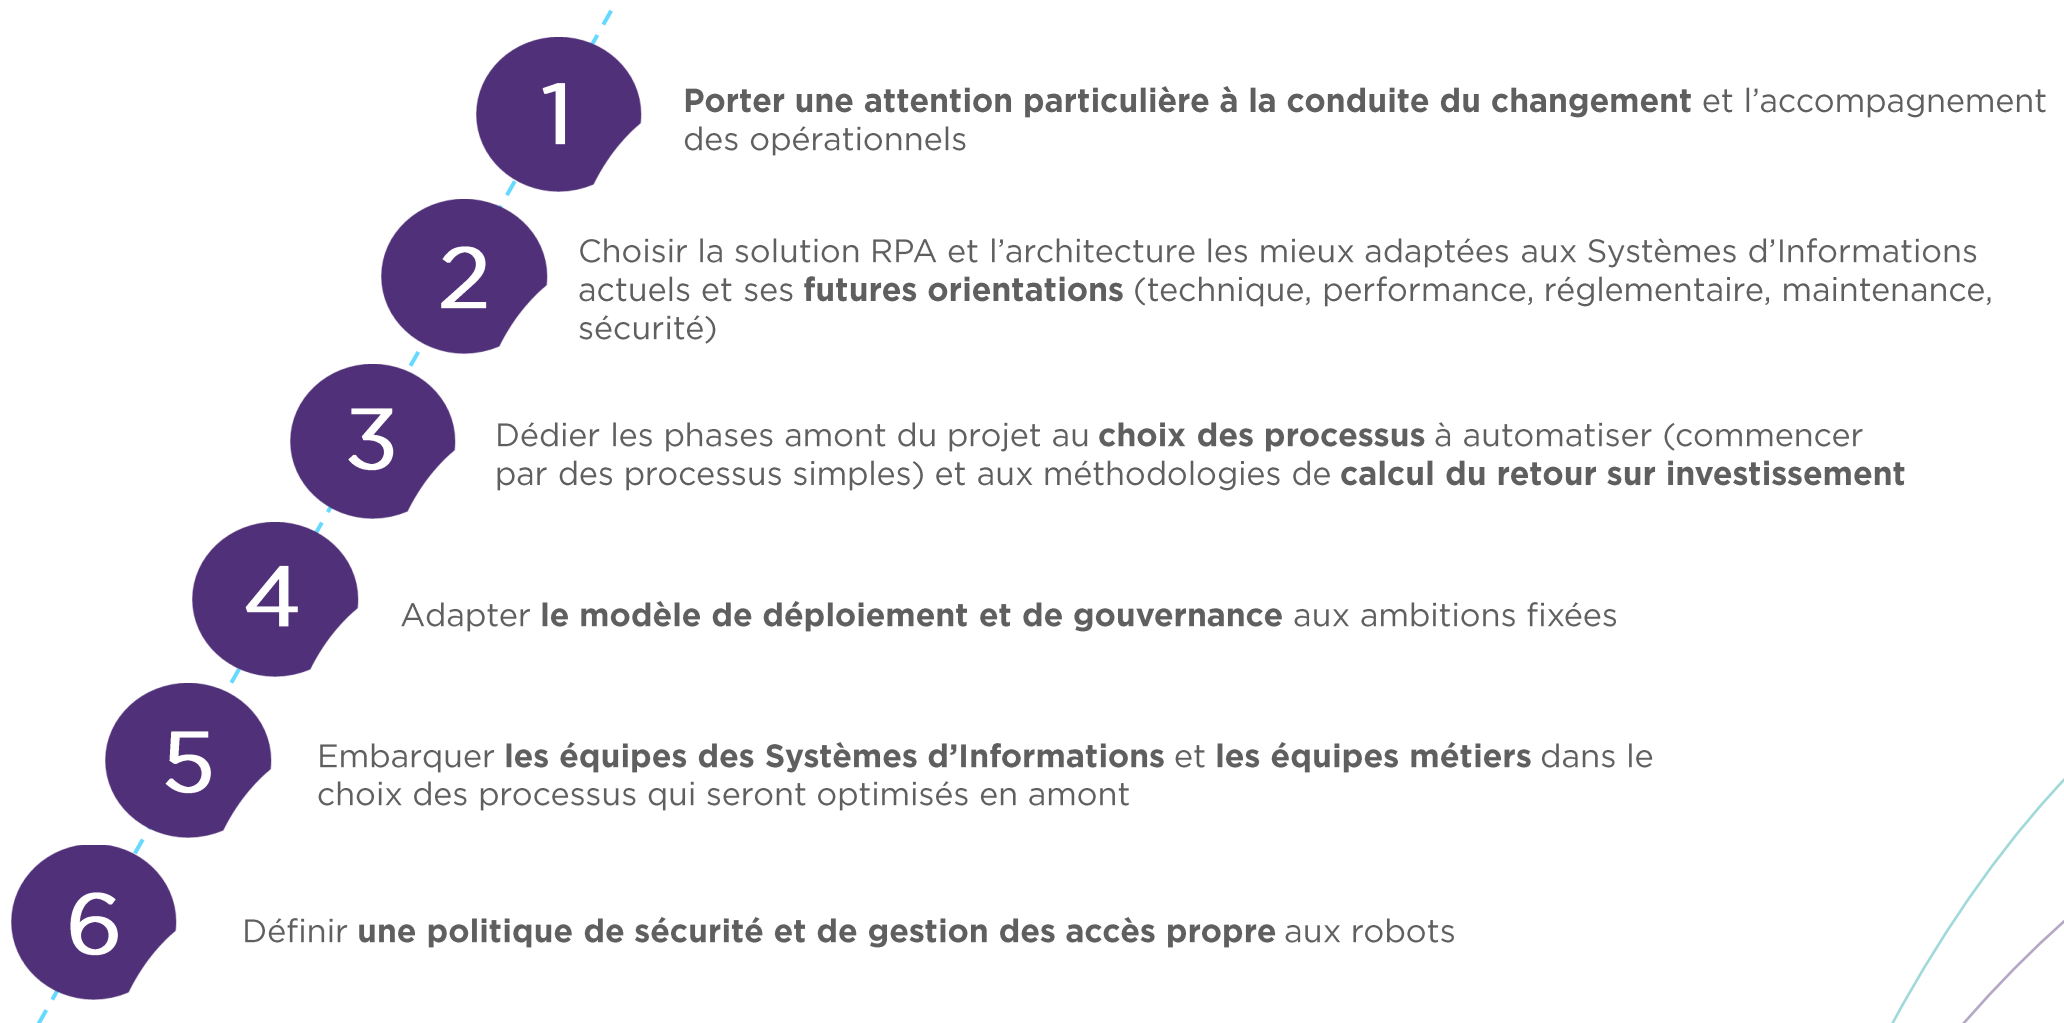 1
Porter une attention particulière à la conduite du changement et l’accompagnement
des opérationnels
2
Choisir la solution RPA et l’architecture les mieux adaptées aux Systèmes d’Informations
actuels et ses futures orientations (technique, performance, réglementaire, maintenance,
sécurité)
3
Dédier les phases amont du projet au choix des processus à automatiser (commencer
par des processus simples) et aux méthodologies de calcul du retour sur investissement
4
Adapter le modèle de déploiement et de gouvernance aux ambitions fixées
5
Embarquer les équipes des Systèmes d’Informations et les équipes métiers dans le
choix des processus qui seront optimisés en amont
6
Définir une politique de sécurité et de gestion des accès propre aux robots